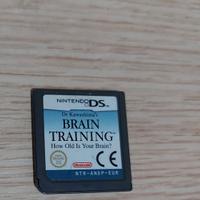 NINTENDO DS
Dr Kawashima's
BRAIN
TRAINING
How Old Is Your Brain?
Nintendo
CE
NTR-ANDP-EUR